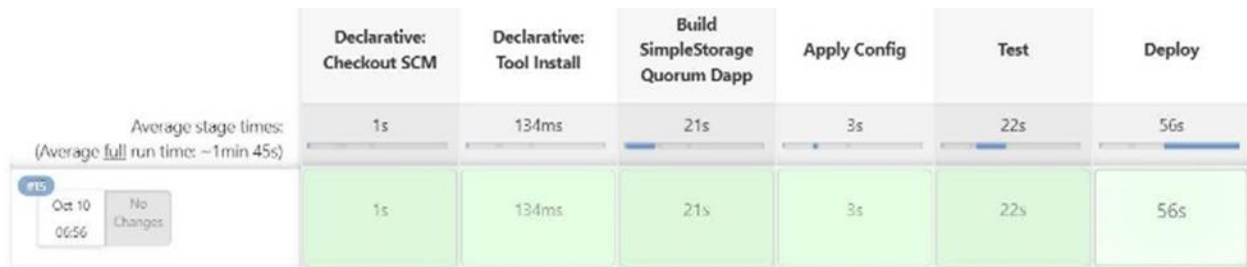 Declarative:
Checkout SCM
Declarative:
Tool Install
Build
SimpleStorage
Quorum Dapp
Apply Config
Test
Deploy
Average stage times:
(Average full run time: ~1min 45s)
1s
134ms
21s
3s
22s
56s
#15
Oct 10
06:56
No
Changes
1s
134ms
21s
3s
22s
56s